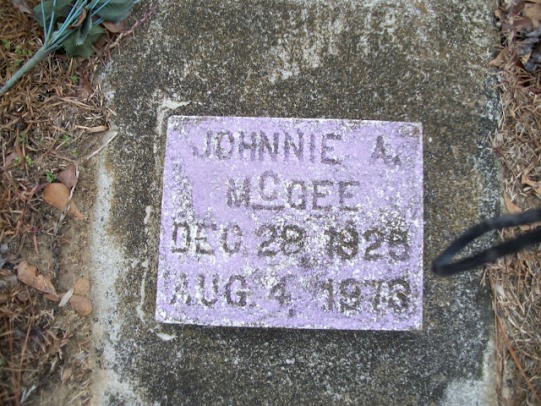 JOHNNIE A.
McGEE
DEC. 28, 1925
AUG. 4, 1973